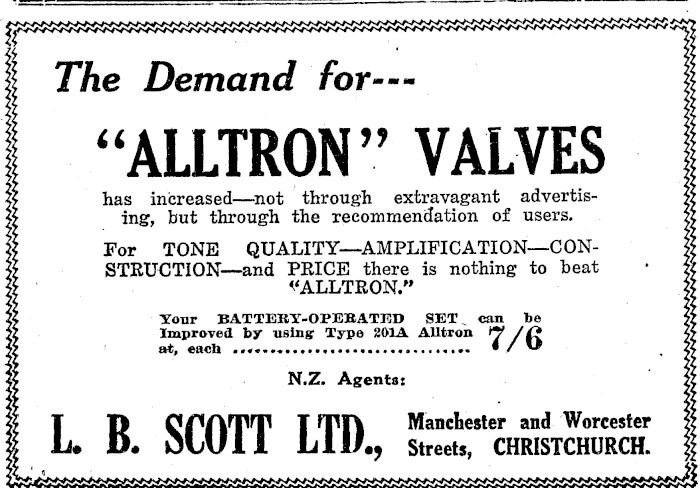 The Demand for---
"ALLTRON" VALVES
has increased—not through extravagant advertis-
ing, but through the recommendation of users.
For TONE QUALITY—AMPLIFICATION—CON-
STRUCTION—and PRICE there is nothing to beat
"ALLTRON."
Your BATTERY-OPERATED SET can be
Improved by using Type 201A Alltron
at, each ................................ 7/6
N.Z. Agents:
L. B. SCOTT LTD., Manchester and Worcester
Streets, CHRISTCHURCH.